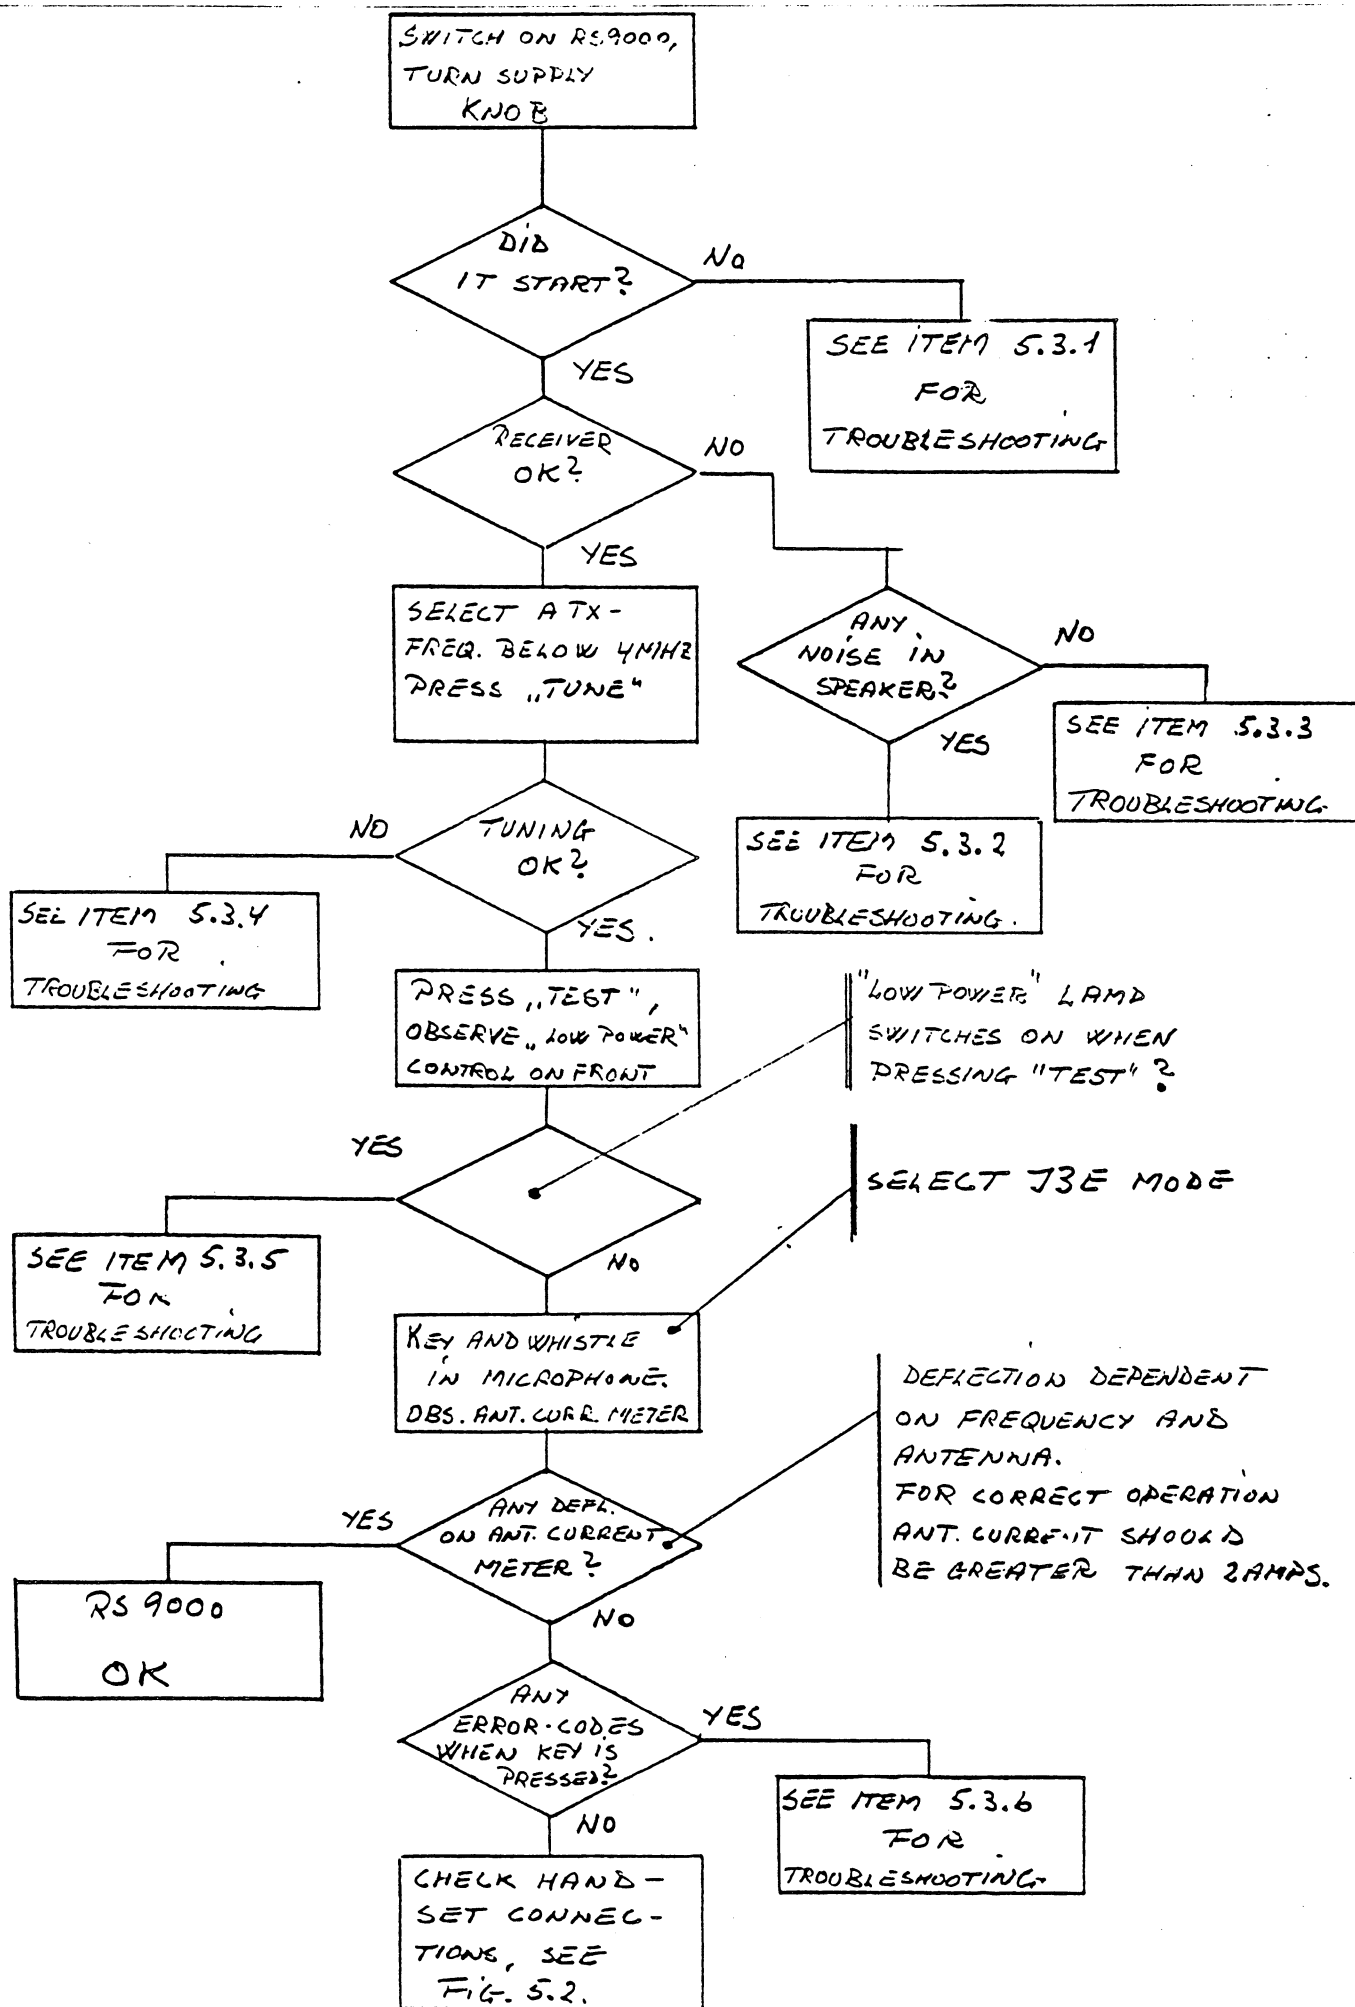 SWITCH ON RS9000,
TURN SUPPLY
KNOB
DID
IT START?
NO
SEE ITEM 5.3.1
FOR
TROUBLESHOOTING
YES
RECEIVER
OK?
NO
YES
ANY
NOISE IN
SPEAKER?
NO
SEE ITEM 5.3.3
FOR
TROUBLESHOOTING
YES
SEE ITEM 5.3.2
FOR
TROUBLESHOOTING.
SELECT A TX-
FREQ. BELOW 4MHZ
PRESS „TUNE"
TUNING
OK?
NO
SEE ITEM 5.3.4
FOR
TROUBLESHOOTING
YES.
PRESS „TEST",
OBSERVE „LOW POWER"
CONTROL ON FRONT
"LOW POWER" LAMP
SWITCHES ON WHEN
PRESSING "TEST"?
YES
SEE ITEM 5.3.5
FOR
TROUBLESHOOTING
NO
SELECT J3E MODE
KEY AND WHISTLE
IN MICROPHONE.
OBS. ANT. CURR. METER
DEFLECTION DEPENDENT
ON FREQUENCY AND
ANTENNA.
FOR CORRECT OPERATION
ANT. CURRENT SHOULD
BE GREATER THAN 2AMPS.
ANY DEFL.
ON ANT. CURRENT
METER?
YES
RS 9000
OK
NO
ANY
ERROR-CODES
WHEN KEY IS
PRESSED?
YES
SEE ITEM 5.3.6
FOR
TROUBLESHOOTING
NO
CHECK HAND-
SET CONNEC-
TIONS, SEE
FIG. 5.2.